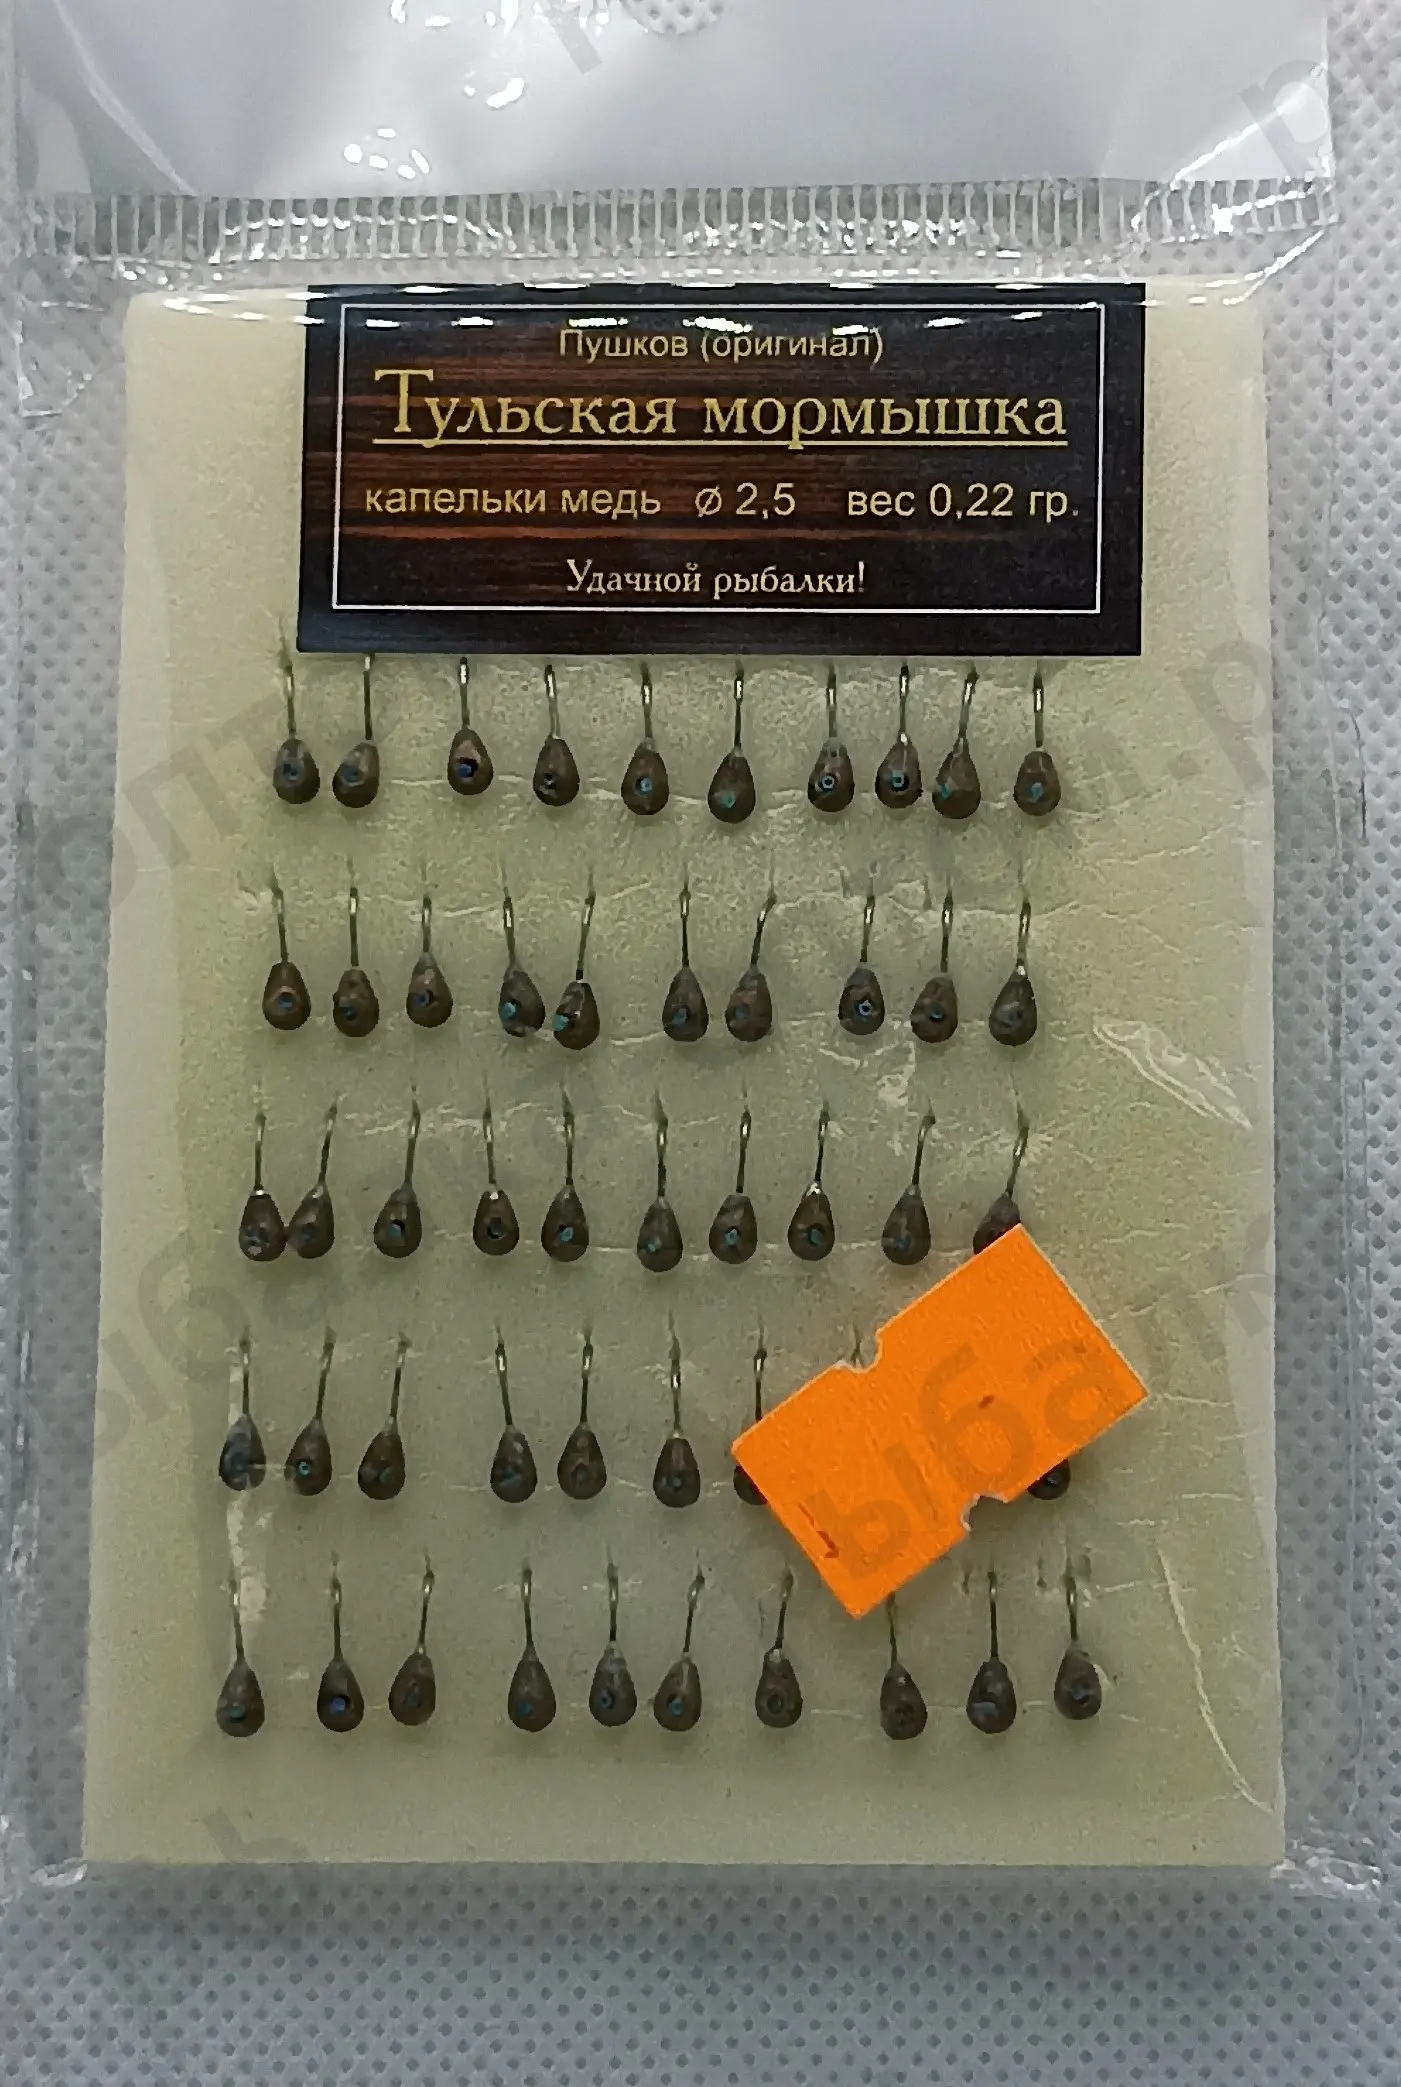 Пушков (оригинал)
Тульская мормышка
капельки медь ⌀ 2,5 вес 0,22 гр.
Удачной рыбалки!